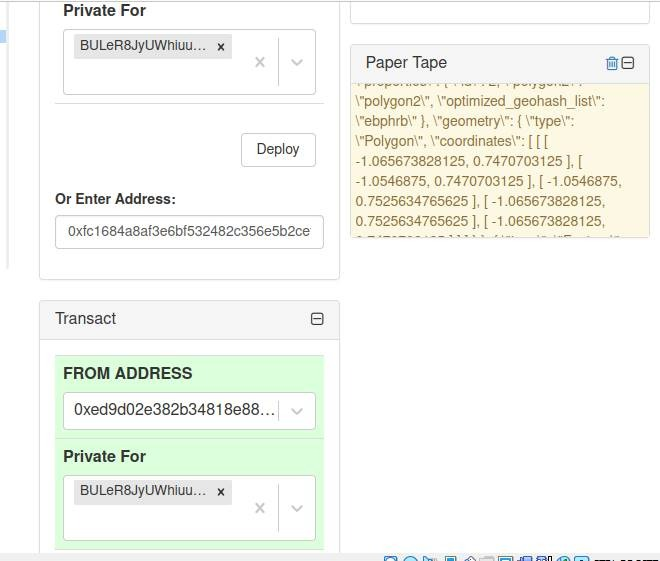 Private For
BULeR8JyUWhiuu... ×
Deploy
Or Enter Address:
0xfc1684a8af3e6bf532482c356e5b2ce
Transact
FROM ADDRESS
0xed9d02e382b34818e88...
Private For
BULeR8JyUWhiuu... ×
Paper Tape
\"polygon2\", \"optimized_geohash_list\":
\"ebphrb\" }, \"geometry\": { \"type\":
\"Polygon\", \"coordinates\": [ [ [
-1.065673828125, 0.7470703125 ], [
-1.0546875, 0.7470703125 ], [ -1.0546875,
0.7525634765625 ], [ -1.065673828125,
0.7525634765625 ], [ -1.065673828125,